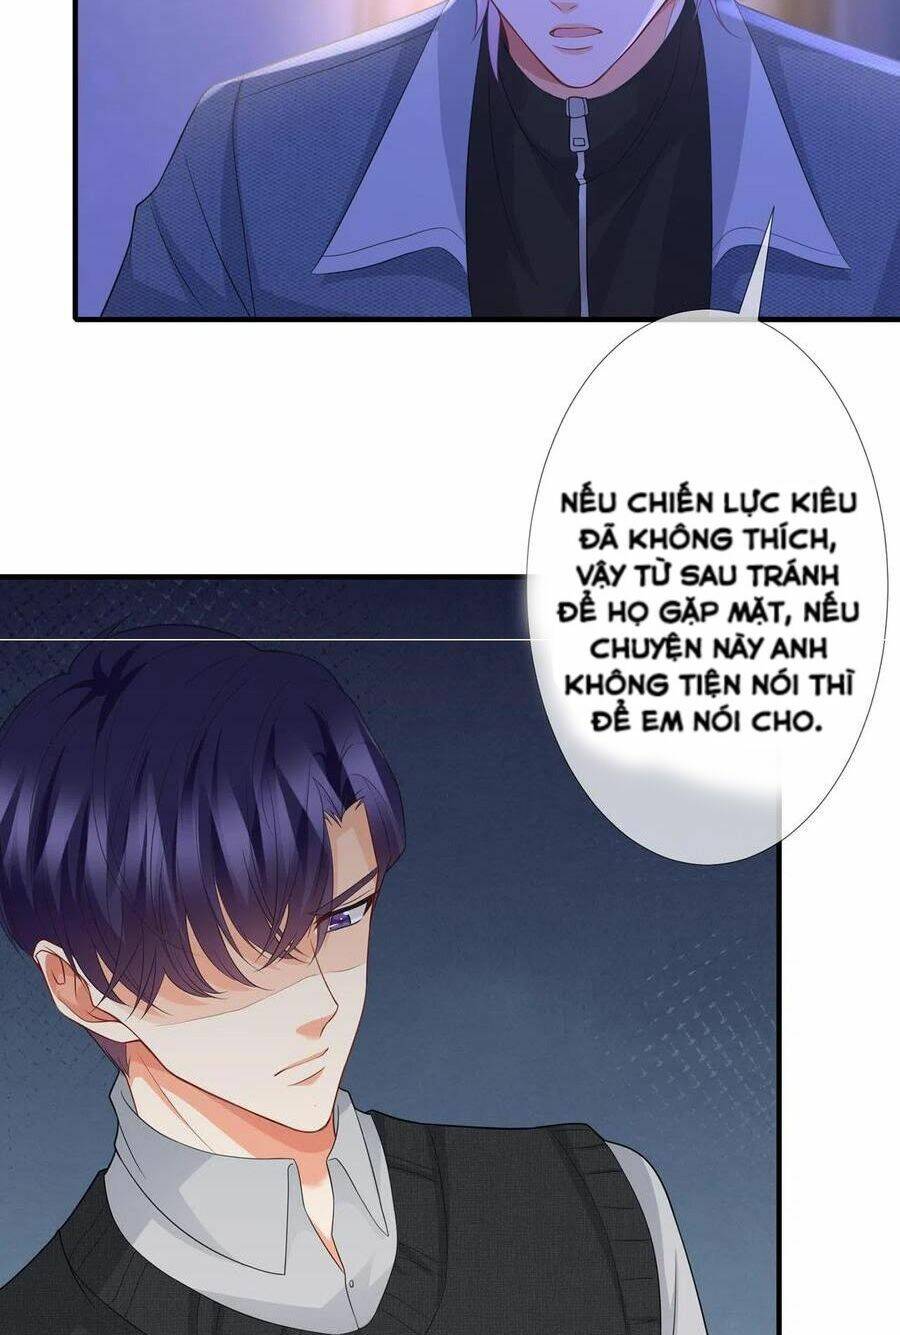 NẾU CHIẾN LỰC KIÊU
ĐÃ KHÔNG THÍCH,
VẬY TỪ SAU TRÁNH
ĐỂ HỌ GẶP MẶT, NẾU
CHUYỆN NÀY ANH
KHÔNG TIỆN NÓI THÌ
ĐỂ EM NÓI CHO.